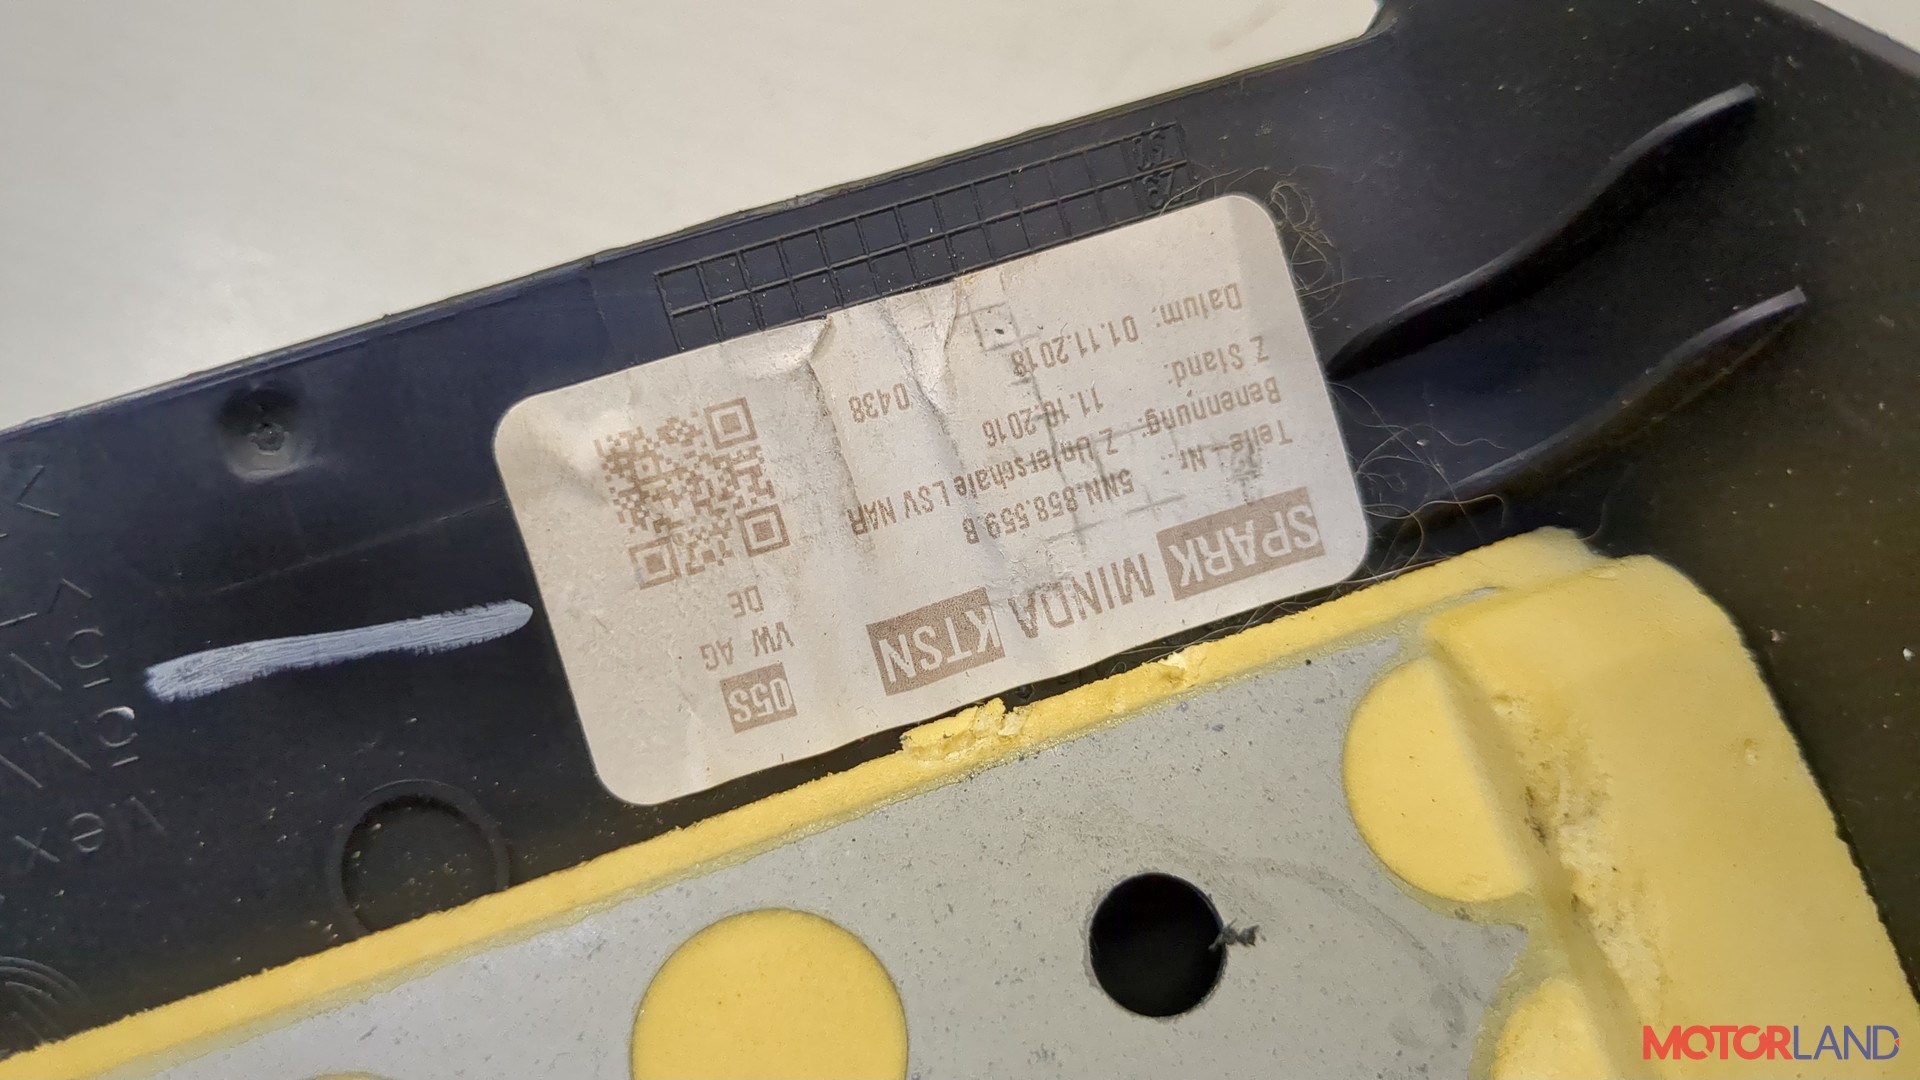 SPARK MINDA KTSN
05S
VW AG
DE
Teile-Nr.: 5NN.858.559.B
Benennung: Z Unterschale LSV NAR
Z Stand: 11.10.2016 0438
Datum: 01.11.2018
MOTORLAND